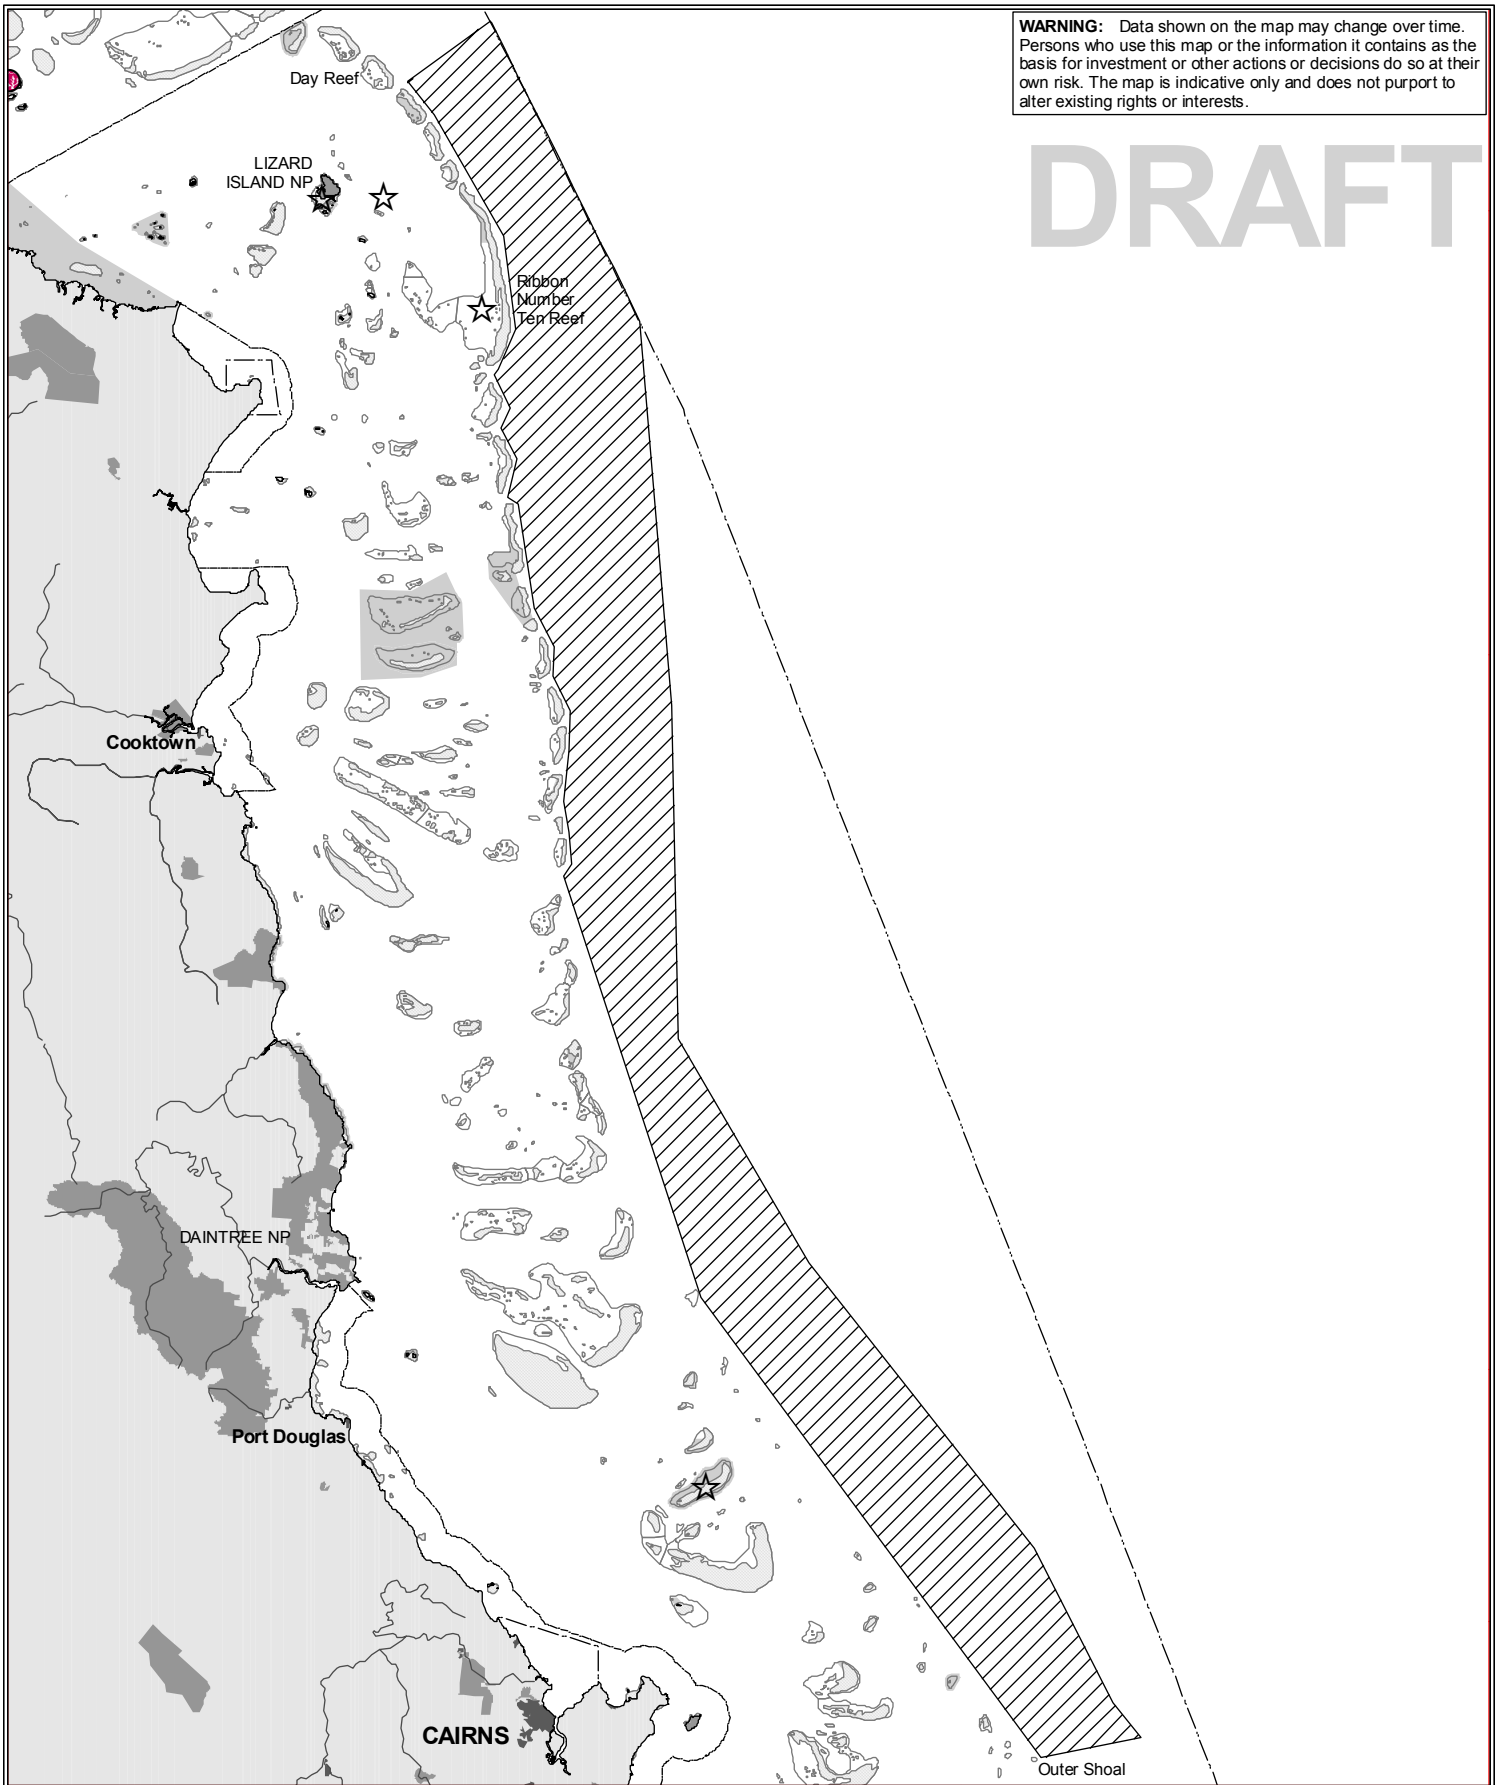 WARNING: Data shown on the map may change over time.
Persons who use this map or the information it contains as the
basis for investment or other actions or decisions do so at their
own risk. The map is indicative only and does not purport to
alter existing rights or interests.
DRAFT
Day Reef
LIZARD
ISLAND NP
Ribbon
Number
Ten Reef
Cooktown
DAINTREE NP
Port Douglas
CAIRNS
Outer Shoal